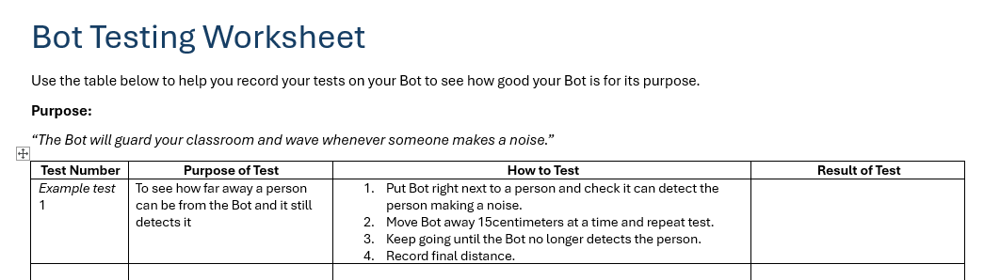 Bot Testing Worksheet
Use the table below to help you record your tests on your Bot to see how good your Bot is for its purpose.
Purpose:
“The Bot will guard your classroom and wave whenever someone makes a noise.”
Test Number Purpose of Test How to Test Result of Test
Example test
1
To see how far away a person
can be from the Bot and it still
detects it
1. Put Bot right next to a person and check it can detect the
person making a noise.
2. Move Bot away 15centimeters at a time and repeat test.
3. Keep going until the Bot no longer detects the person.
4. Record final distance.